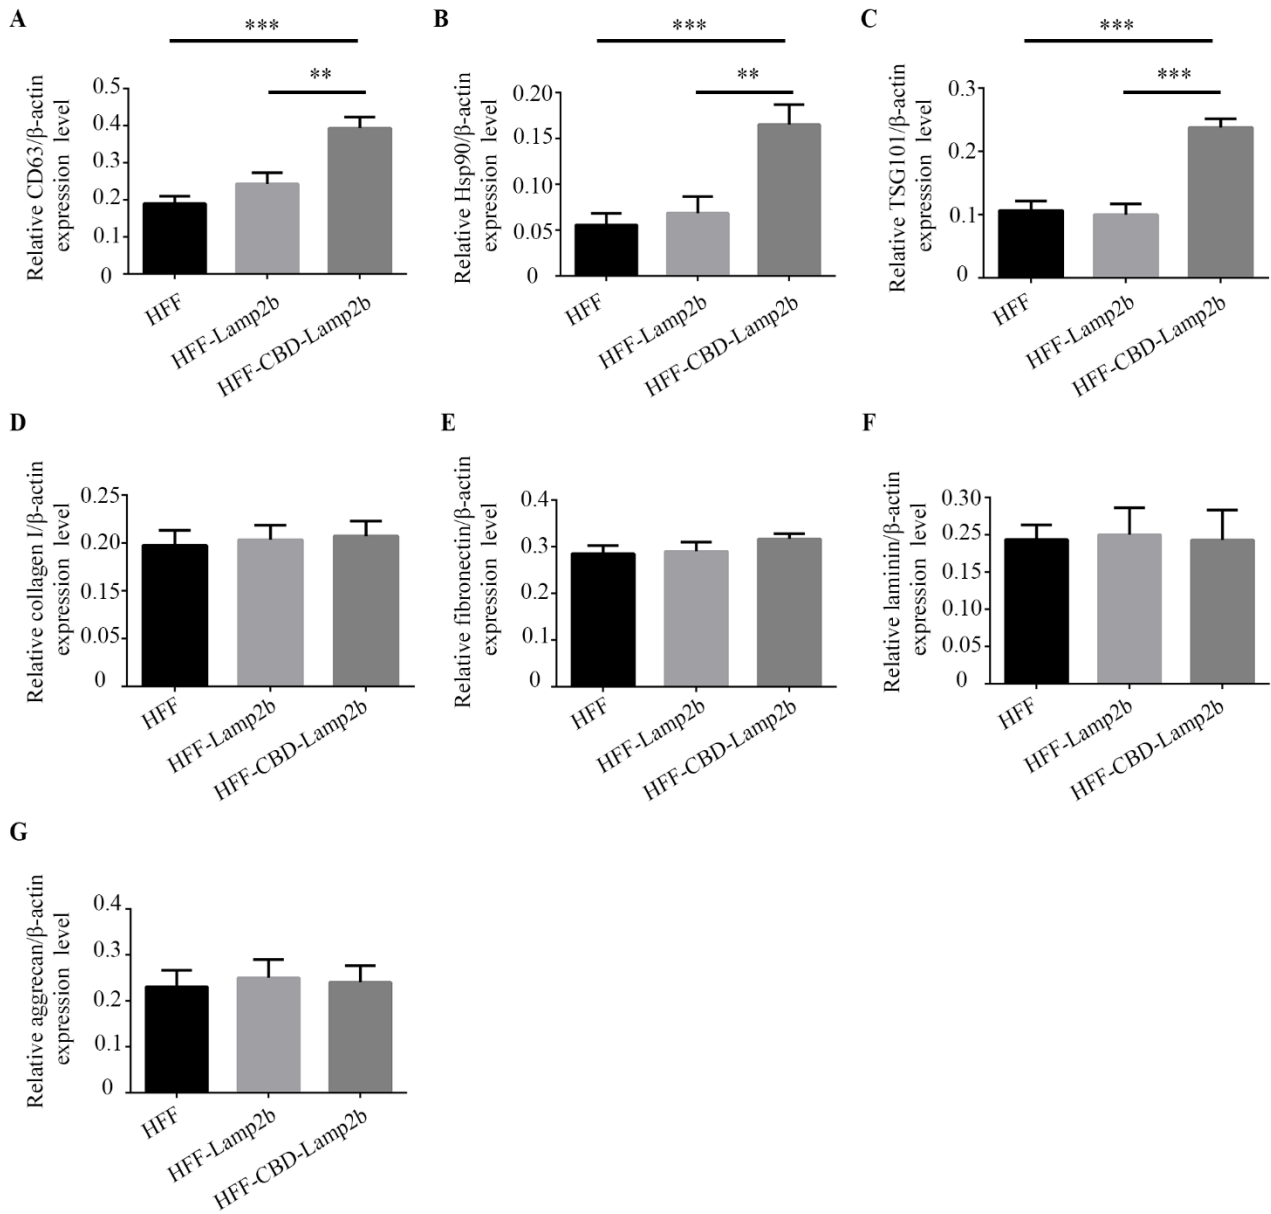 A
***
**
Relative CD63/β-actin
expression level
0.5
0.4
0.3
0.2
0.1
0
HFF
HFF-Lamp2b
HFF-CBD-Lamp2b
B
***
**
Relative Hsp90/β-actin
expression level
0.20
0.15
0.10
0.05
0
HFF
HFF-Lamp2b
HFF-CBD-Lamp2b
C
***
***
Relative TSG101/β-actin
expression level
0.3
0.2
0.1
0
HFF
HFF-Lamp2b
HFF-CBD-Lamp2b
D
Relative collagen I/β-actin
expression level
0.25
0.20
0.15
0.05
0
HFF
HFF-Lamp2b
HFF-CBD-Lamp2b
E
Relative fibronectin/β-actin
expression level
0.4
0.3
0.2
0.1
0
HFF
HFF-Lamp2b
HFF-CBD-Lamp2b
F
Relative laminin/β-actin
expression level
0.30
0.25
0.15
0.10
0.05
0
HFF
HFF-Lamp2b
HFF-CBD-Lamp2b
G
Relative aggrecan/β-actin
expression level
0.4
0.3
0.2
0.1
0
HFF
HFF-Lamp2b
HFF-CBD-Lamp2b